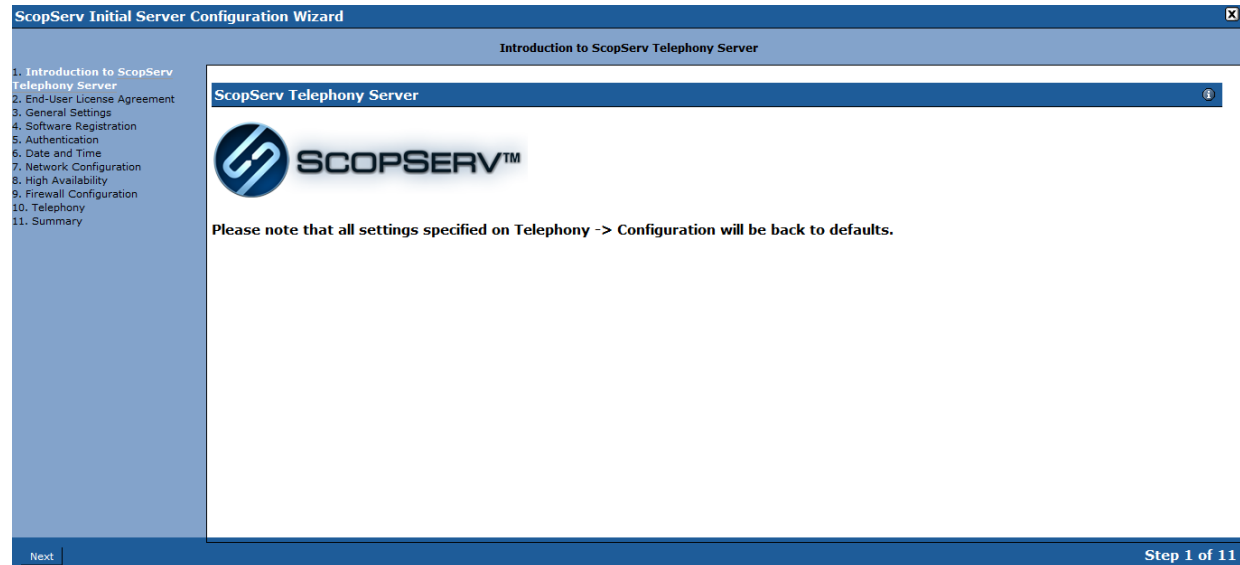 ScopServ Initial Server Configuration Wizard
Introduction to ScopServ Telephony Server
1. Introduction to ScopServ
Telephony Server
2. End-User License Agreement
3. General Settings
4. Software Registration
5. Authentication
6. Date and Time
7. Network Configuration
8. High Availability
9. Firewall Configuration
10. Telephony
11. Summary
ScopServ Telephony Server
SCOPSERV™
Please note that all settings specified on Telephony -> Configuration will be back to defaults.
Next
Step 1 of 11